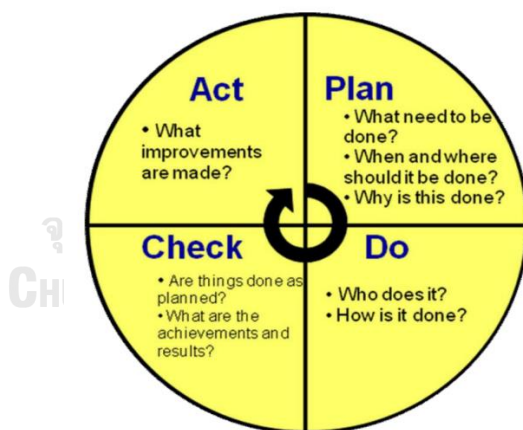 Act
• What
improvements
are made?
Plan
• What need to be
done?
• When and where
should it be done?
• Why is this done?
Check
• Are things done as
planned?
• What are the
achievements and
results?
Do
• Who does it?
• How is it done?
จุ
CH